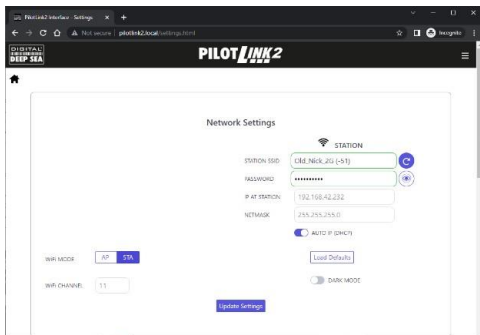 PilotLink2 Interface - Settings
Not secure | pilotlink2.local/settings.html
Incognito
DIGITAL
DEEP SEA
PILOTLINK2
Network Settings
STATION
STATION SSID
Old_Nick_2G (-51)
PASSWORD
••••••••••
IP AT STATION
192.168.42.232
NETMASK
255.255.255.0
AUTO IP (DHCP)
WIFI MODE
AP STA
Load Defaults
WIFI CHANNEL
11
DARK MODE
Update Settings